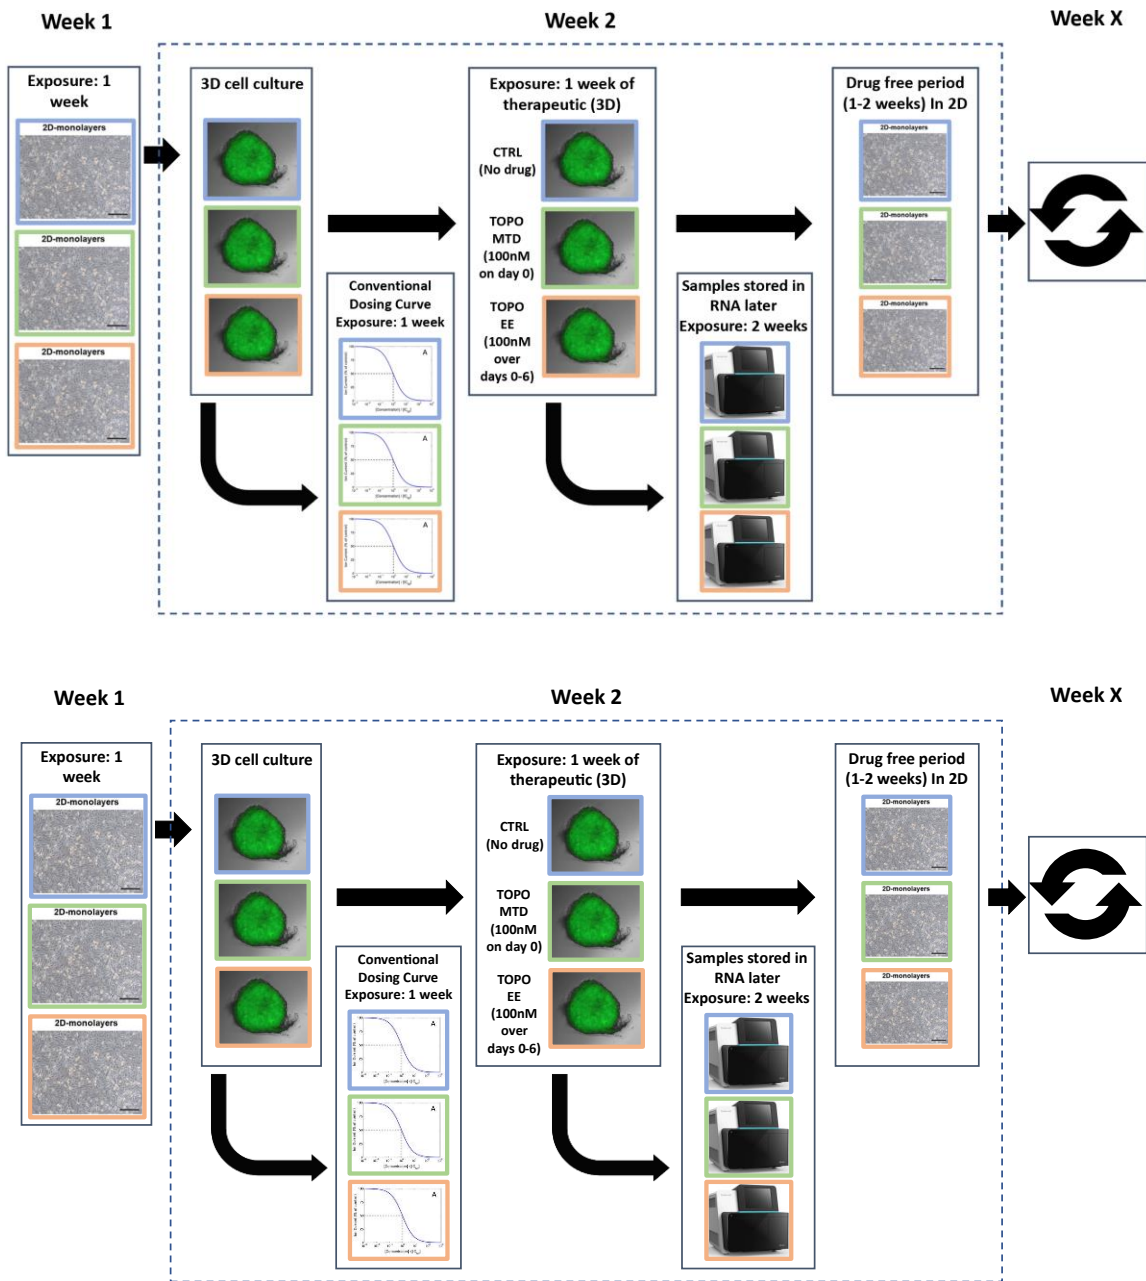 Week 1
Week 2
Week X
Exposure: 1
week
2D-monolayers
2D-monolayers
2D-monolayers
3D cell culture
Conventional
Dosing Curve
Exposure: 1 week
A
A
A
Exposure: 1 week of
therapeutic (3D)
CTRL
(No drug)
TOPO
MTD
(100nM
on day 0)
TOPO
EE
(100nM
over
days 0-6)
Samples stored in
RNA later
Exposure: 2 weeks
Drug free period
(1-2 weeks) In 2D
2D-monolayers
2D-monolayers
2D-monolayers
Week 1
Week 2
Week X
Exposure: 1
week
2D-monolayers
2D-monolayers
2D-monolayers
3D cell culture
Conventional
Dosing Curve
Exposure: 1 week
A
A
A
Exposure: 1 week of
therapeutic (3D)
CTRL
(No drug)
TOPO
MTD
(100nM
on day 0)
TOPO
EE
(100nM
over
days 0-6)
Samples stored in
RNA later
Exposure: 2 weeks
Drug free period
(1-2 weeks) In 2D
2D-monolayers
2D-monolayers
2D-monolayers